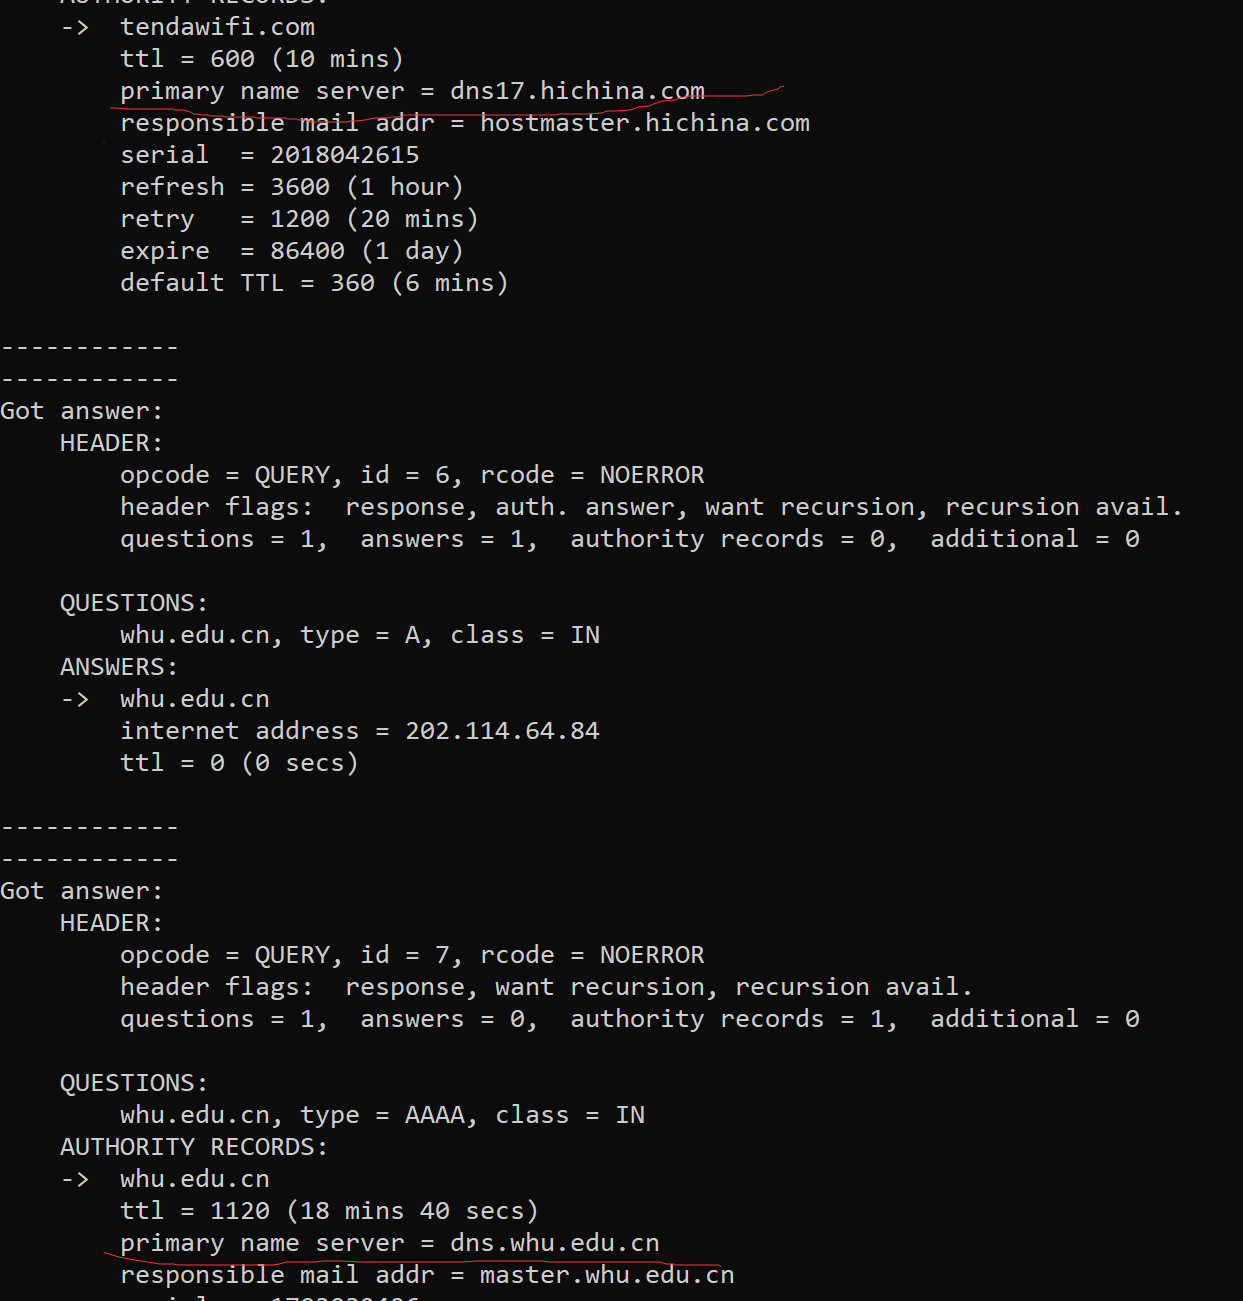 AUTHORITY RECORDS:
-> tendawifi.com
ttl = 600 (10 mins)
primary name server = dns17.hichina.com
responsible mail addr = hostmaster.hichina.com
serial = 2018042615
refresh = 3600 (1 hour)
retry = 1200 (20 mins)
expire = 86400 (1 day)
default TTL = 360 (6 mins)
------------
------------
Got answer:
HEADER:
opcode = QUERY, id = 6, rcode = NOERROR
header flags: response, auth. answer, want recursion, recursion avail.
questions = 1, answers = 1, authority records = 0, additional = 0
QUESTIONS:
whu.edu.cn, type = A, class = IN
ANSWERS:
-> whu.edu.cn
internet address = 202.114.64.84
ttl = 0 (0 secs)
------------
------------
Got answer:
HEADER:
opcode = QUERY, id = 7, rcode = NOERROR
header flags: response, want recursion, recursion avail.
questions = 1, answers = 0, authority records = 1, additional = 0
QUESTIONS:
whu.edu.cn, type = AAAA, class = IN
AUTHORITY RECORDS:
-> whu.edu.cn
ttl = 1120 (18 mins 40 secs)
primary name server = dns.whu.edu.cn
responsible mail addr = master.whu.edu.cn